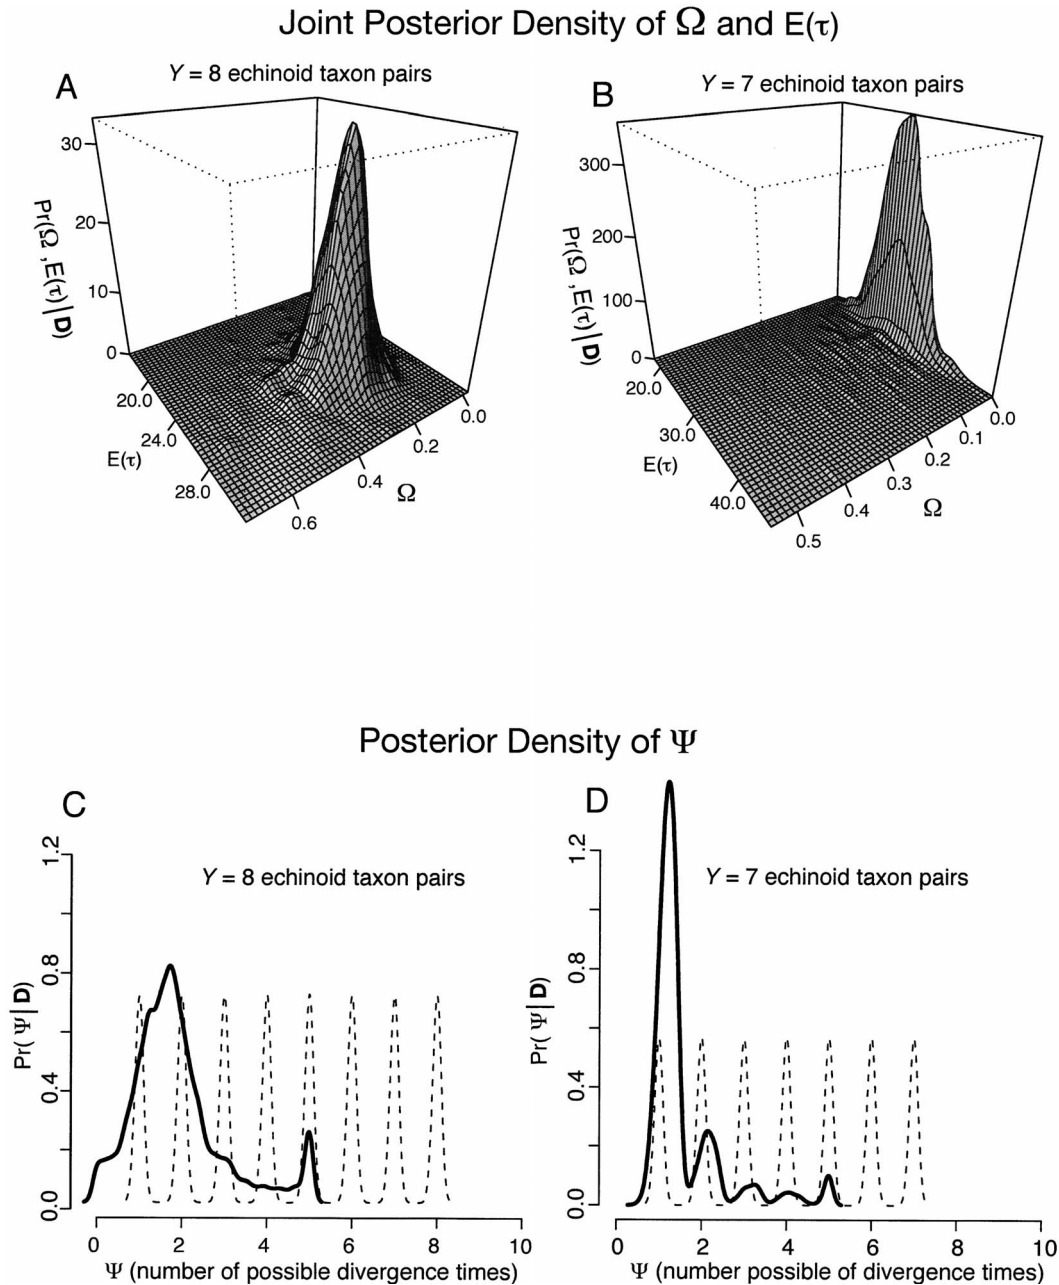 Joint Posterior Density of Ω and E(τ)
A
Y = 8 echinoid taxon pairs
30
20
10
0
Pr(Ω ,E(τ)|D)
20.0
24.0
28.0
E(τ)
0.0
0.2
0.4
0.6
Ω
B
Y = 7 echinoid taxon pairs
300
200
100
0
Pr(Ω ,E(τ)|D)
20.0
30.0
40.0
E(τ)
0.0
0.1
0.2
0.3
0.4
0.5
Ω
Posterior Density of Ψ
C
Y = 8 echinoid taxon pairs
1.2
0.8
0.4
0.0
Pr( Ψ| D)
0 2 4 6 8 10
Ψ (number of possible divergence times)
D
Y = 7 echinoid taxon pairs
1.2
0.8
0.4
0.0
Pr( Ψ| D)
0 2 4 6 8 10
Ψ (number possible of divergence times)